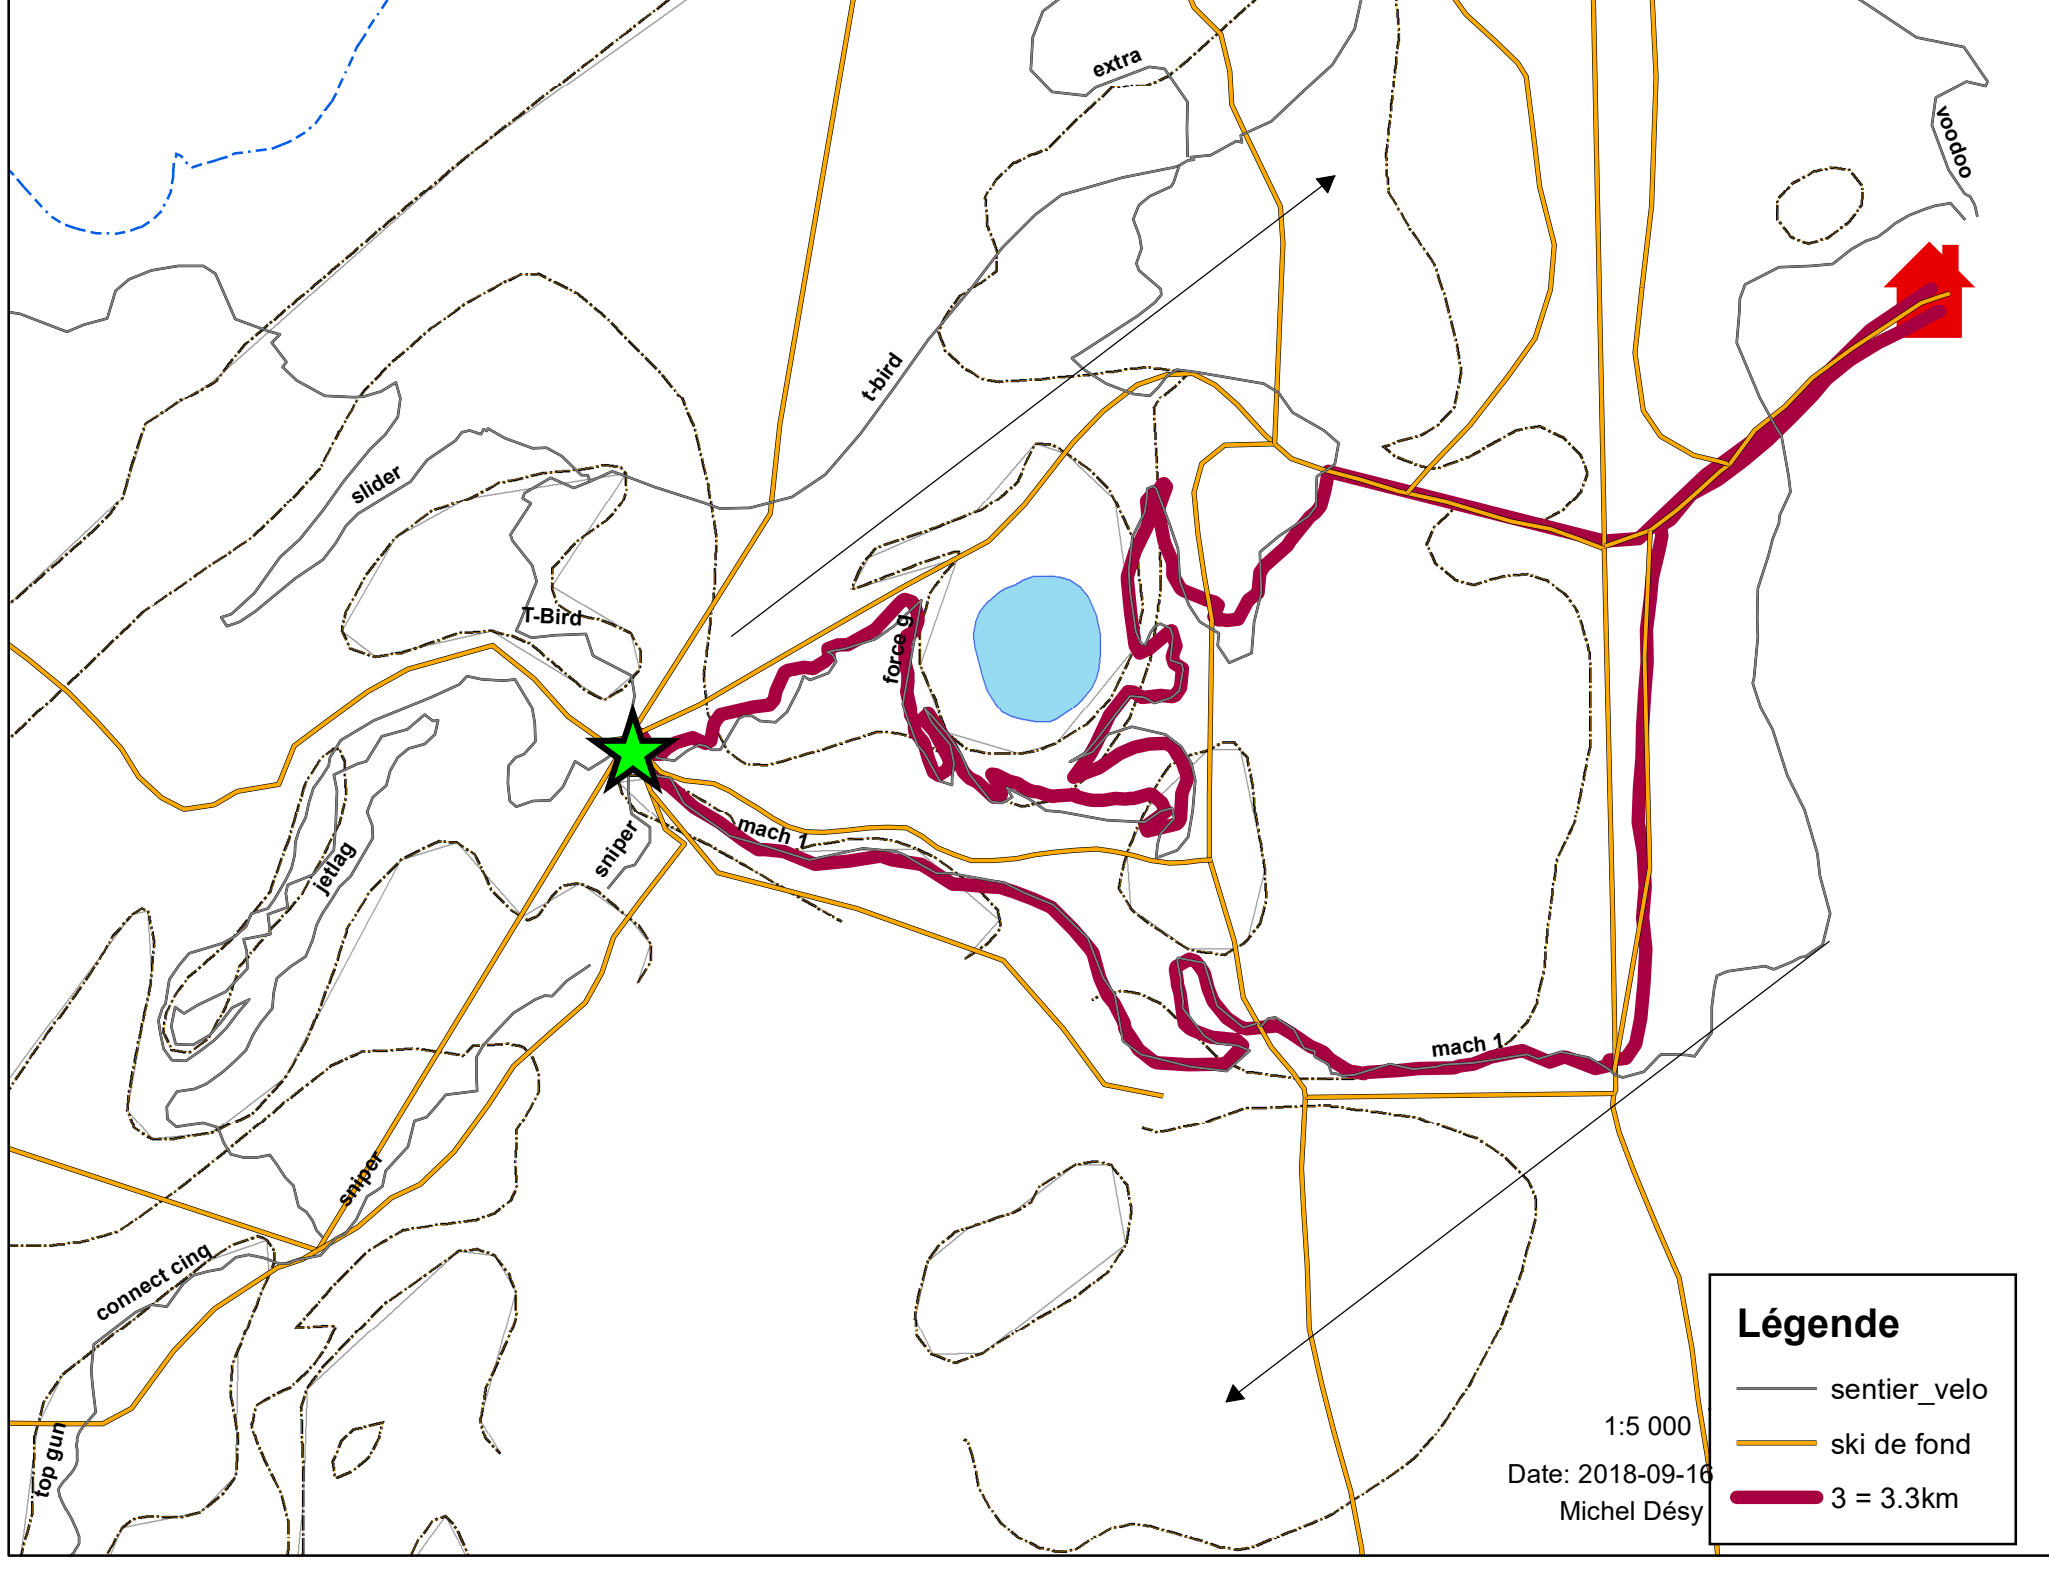 extra
voodoo
t-bird
slider
T-Bird
force g
mach 1
sniper
jetlag
mach 1
sniper
connect cinq
top gun
Légende
sentier_velo
ski de fond
3 = 3.3km
1:5 000
Date: 2018-09-16
Michel Désy